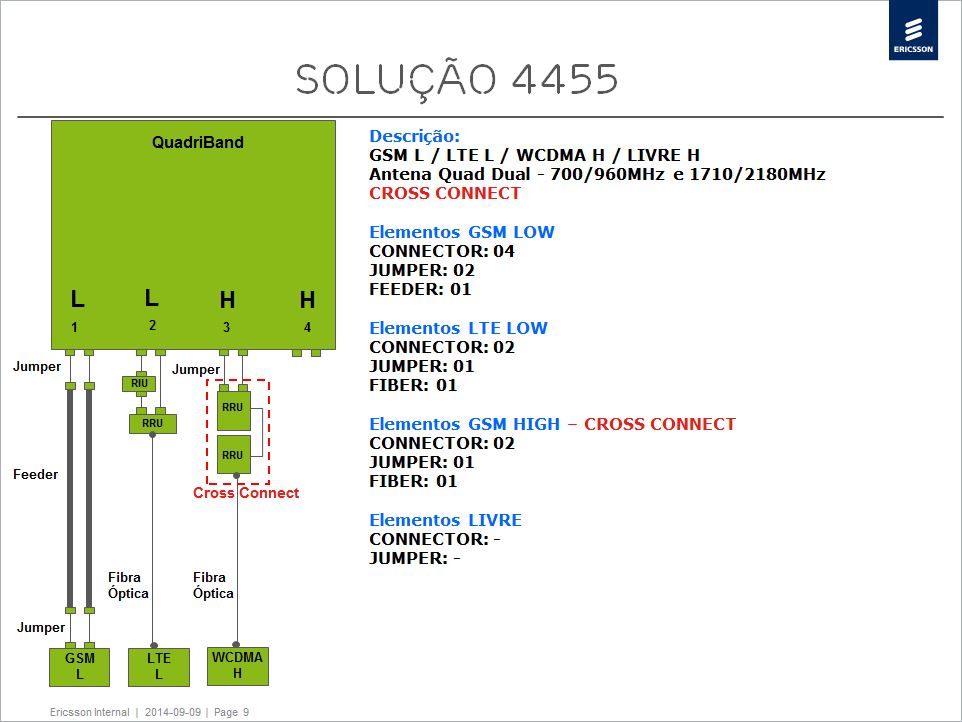 ERICSSON
SOLUÇÃO 4455
QuadriBand
L
L
H
H
1
2
3
4
Jumper
Jumper
RIU
RRU
RRU
RRU
Feeder
Cross Connect
Fibra
Óptica
Fibra
Óptica
Jumper
GSM
L
LTE
L
WCDMA
H
Descrição:
GSM L / LTE L / WCDMA H / LIVRE H
Antena Quad Dual - 700/960MHz e 1710/2180MHz
CROSS CONNECT
Elementos GSM LOW
CONNECTOR: 04
JUMPER: 02
FEEDER: 01
Elementos LTE LOW
CONNECTOR: 02
JUMPER: 01
FIBER: 01
Elementos GSM HIGH – CROSS CONNECT
CONNECTOR: 02
JUMPER: 01
FIBER: 01
Elementos LIVRE
CONNECTOR: -
JUMPER: -
Ericsson Internal | 2014-09-09 | Page 9